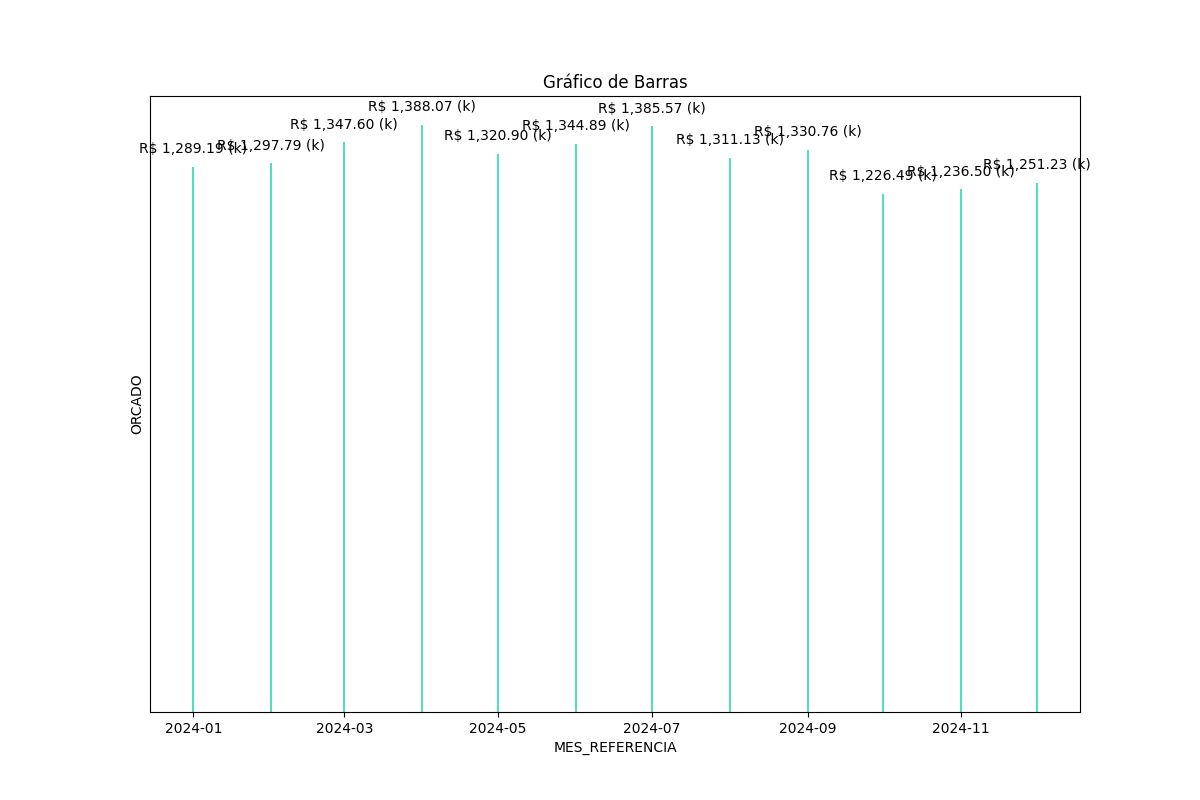 Gráfico de Barras
R$ 1,289.19 (k)
R$ 1,297.79 (k)
R$ 1,347.60 (k)
R$ 1,388.07 (k)
R$ 1,320.90 (k)
R$ 1,344.89 (k)
R$ 1,385.57 (k)
R$ 1,311.13 (k)
R$ 1,330.76 (k)
R$ 1,226.49 (k)
R$ 1,236.50 (k)
R$ 1,251.23 (k)
ORCADO
2024-01 2024-03 2024-05 2024-07 2024-09 2024-11
MES_REFERENCIA